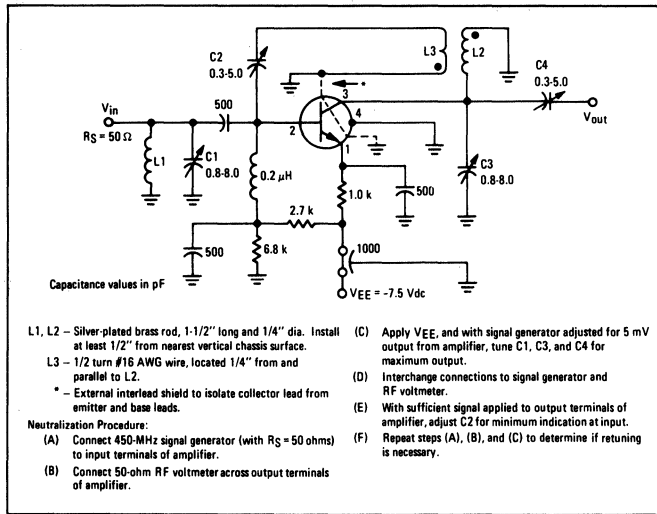 C2
0.3-5.0
L3
L2
C4
0.3-5.0
*
3
4
2
1
Vin
RS = 50 Ω
500
Vout
L1
C1
0.8-8.0
C3
0.8-8.0
0.2 μH
1.0 k
500
2.7 k
500
6.8 k
1000
Capacitance values in pF
VEE = -7.5 Vdc
L1, L2 – Silver-plated brass rod, 1-1/2" long and 1/4" dia. Install
at least 1/2" from nearest vertical chassis surface.
L3 – 1/2 turn #16 AWG wire, located 1/4" from and
parallel to L2.
* – External interlead shield to isolate collector lead from
emitter and base leads.
Neutralization Procedure:
(A) Connect 450-MHz signal generator (with RS = 50 ohms)
to input terminals of amplifier.
(B) Connect 50-ohm RF voltmeter across output terminals
of amplifier.
(C) Apply VEE, and with signal generator adjusted for 5 mV
output from amplifier, tune C1, C3, and C4 for
maximum output.
(D) Interchange connections to signal generator and
RF voltmeter.
(E) With sufficient signal applied to output terminals of
amplifier, adjust C2 for minimum indication at input.
(F) Repeat steps (A), (B), and (C) to determine if retuning
is necessary.